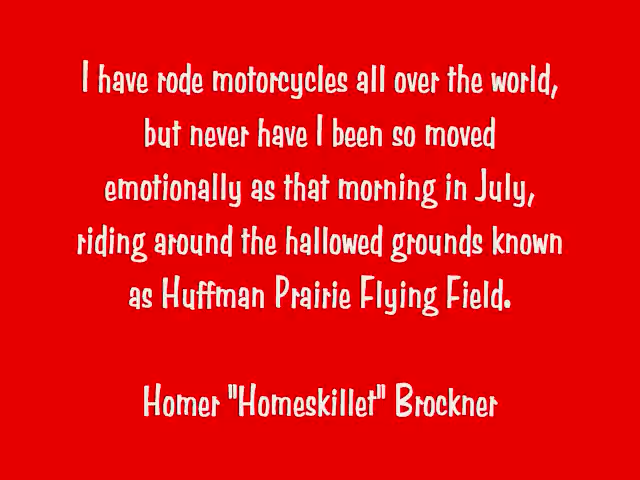 I have rode motorcycles all over the world,
but never have I been so moved
emotionally as that morning in July,
riding around the hallowed grounds known
as Huffman Prairie Flying Field.
Homer "Homeskillet" Brockner